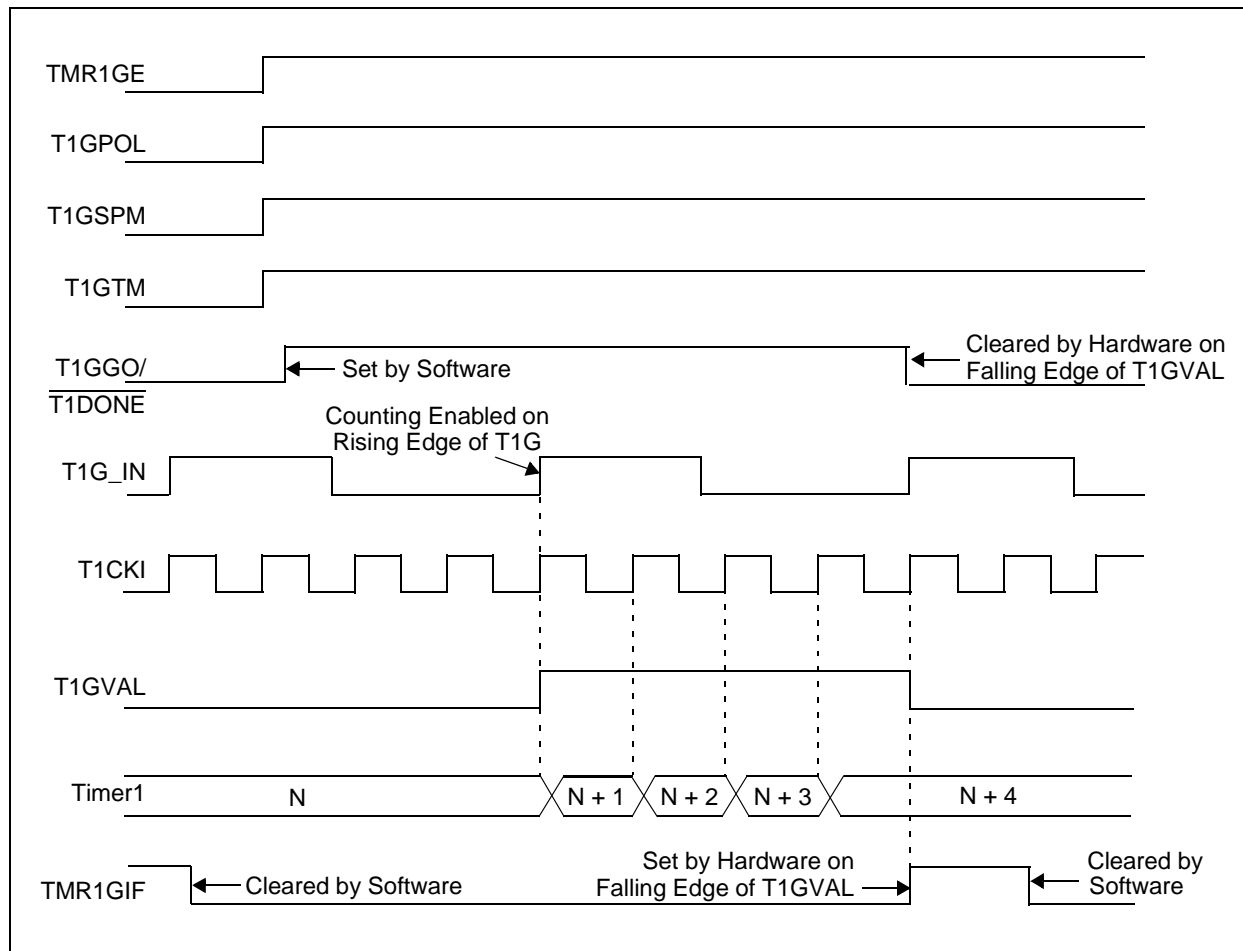 TMR1GE
T1GPOL
T1GSPM
T1GTM
T1GGO/
T1DONE
Set by Software
Cleared by Hardware on
Falling Edge of T1GVAL
Counting Enabled on
Rising Edge of T1G
T1G_IN
T1CKI
T1GVAL
Timer1
N
N + 1
N + 2
N + 3
N + 4
TMR1GIF
Cleared by Software
Set by Hardware on
Falling Edge of T1GVAL
Cleared by
Software